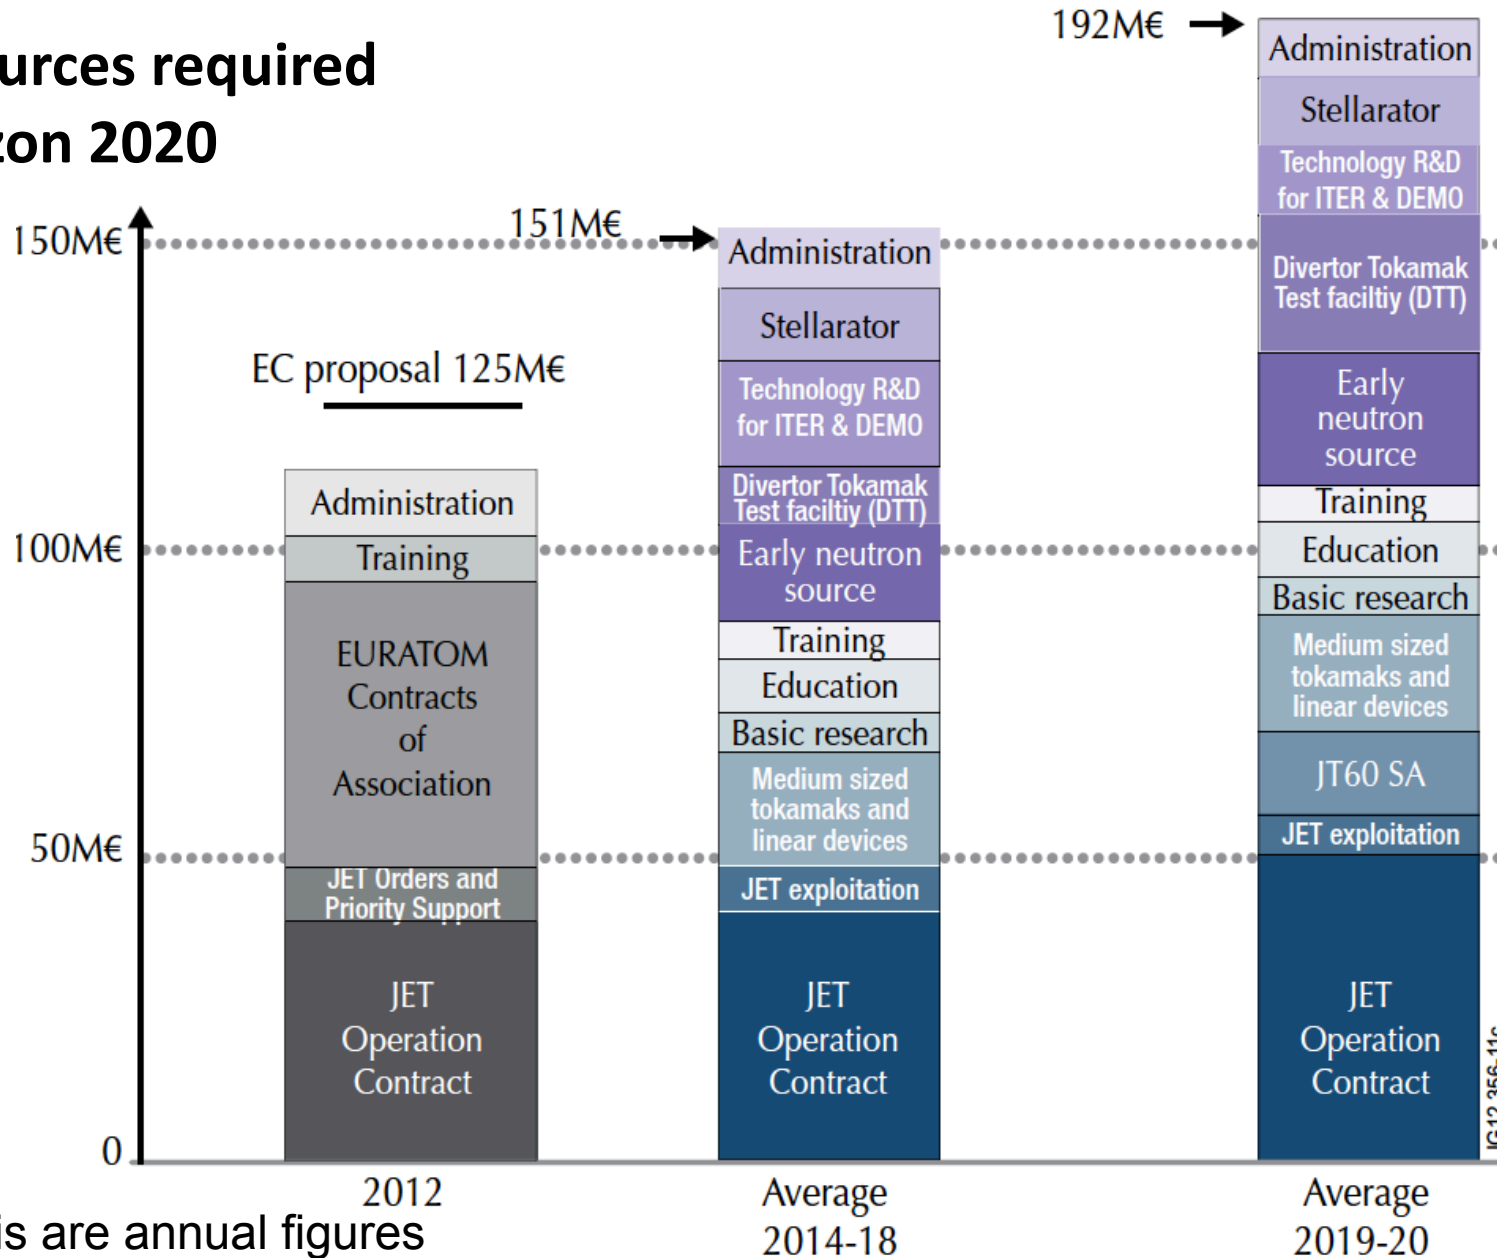 ources required
zon 2020
192M€
150M€
100M€
50M€
0
151M€
EC proposal 125M€
Administration
Training
EURATOM
Contracts
of
Association
JET Orders and
Priority Support
JET
Operation
Contract
2012
Administration
Stellarator
Technology R&D
for ITER & DEMO
Divertor Tokamak
Test faciltiy (DTT)
Early neutron
source
Training
Education
Basic research
Medium sized
tokamaks and
linear devices
JET exploitation
JET
Operation
Contract
Average
2014-18
Administration
Stellarator
Technology R&D
for ITER & DEMO
Divertor Tokamak
Test faciltiy (DTT)
Early
neutron
source
Training
Education
Basic research
Medium sized
tokamaks and
linear devices
JT60 SA
JET exploitation
JET
Operation
Contract
Average
2019-20
is are annual figures